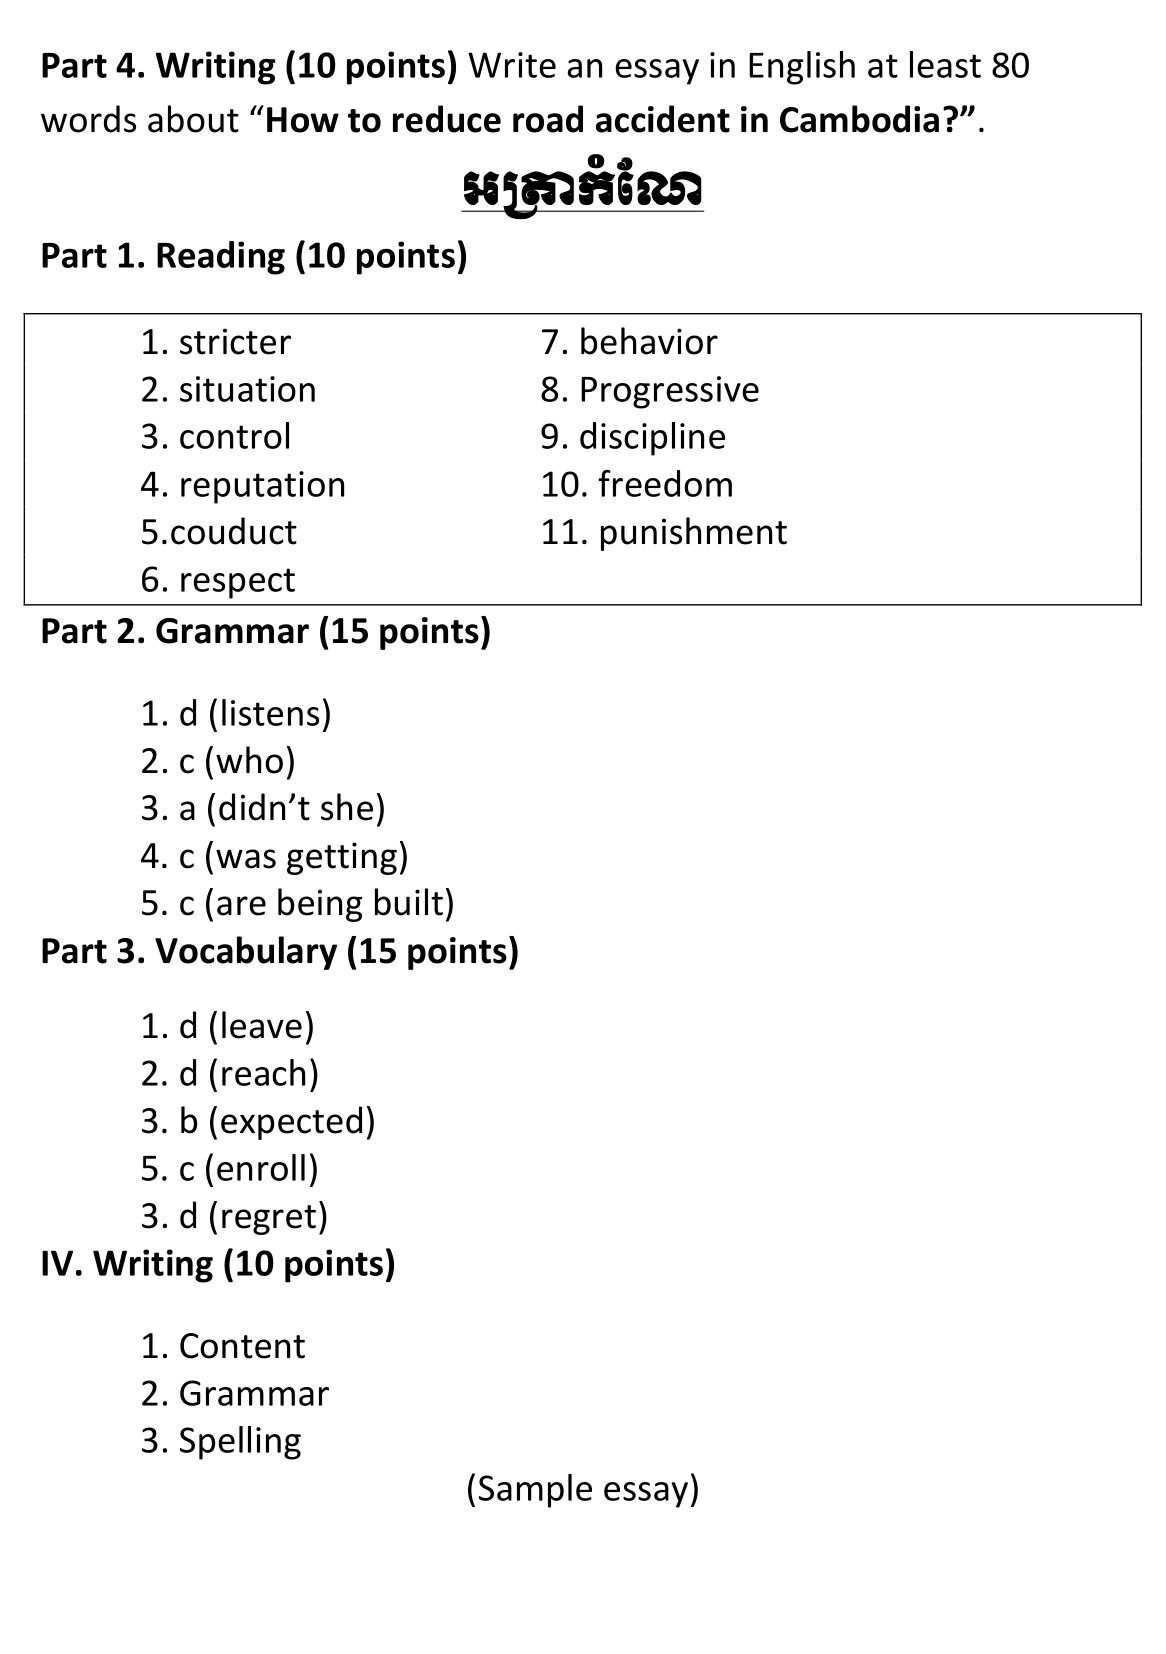 Part 4. Writing (10 points) Write an essay in English at least 80
words about “How to reduce road accident in Cambodia?”.
អត្រាកំណែ
Part 1. Reading (10 points)
1. stricter 7. behavior
2. situation 8. Progressive
3. control 9. discipline
4. reputation 10. freedom
5.couduct 11. punishment
6. respect
Part 2. Grammar (15 points)
1. d (listens)
2. c (who)
3. a (didn’t she)
4. c (was getting)
5. c (are being built)
Part 3. Vocabulary (15 points)
1. d (leave)
2. d (reach)
3. b (expected)
5. c (enroll)
3. d (regret)
IV. Writing (10 points)
1. Content
2. Grammar
3. Spelling
(Sample essay)